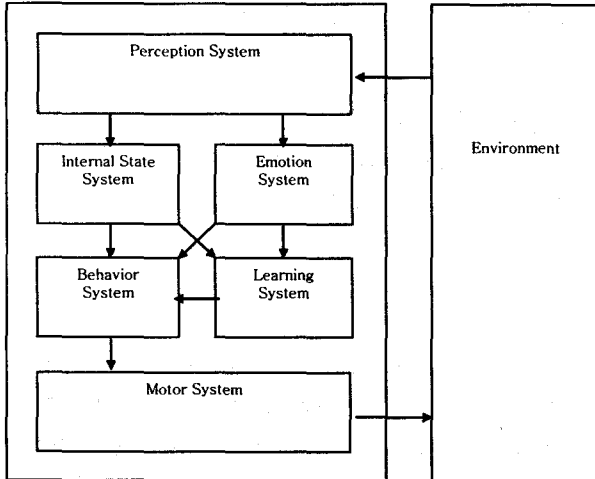 Perception System
Internal State
System
Emotion
System
Environment
Behavior
System
Learning
System
Motor System